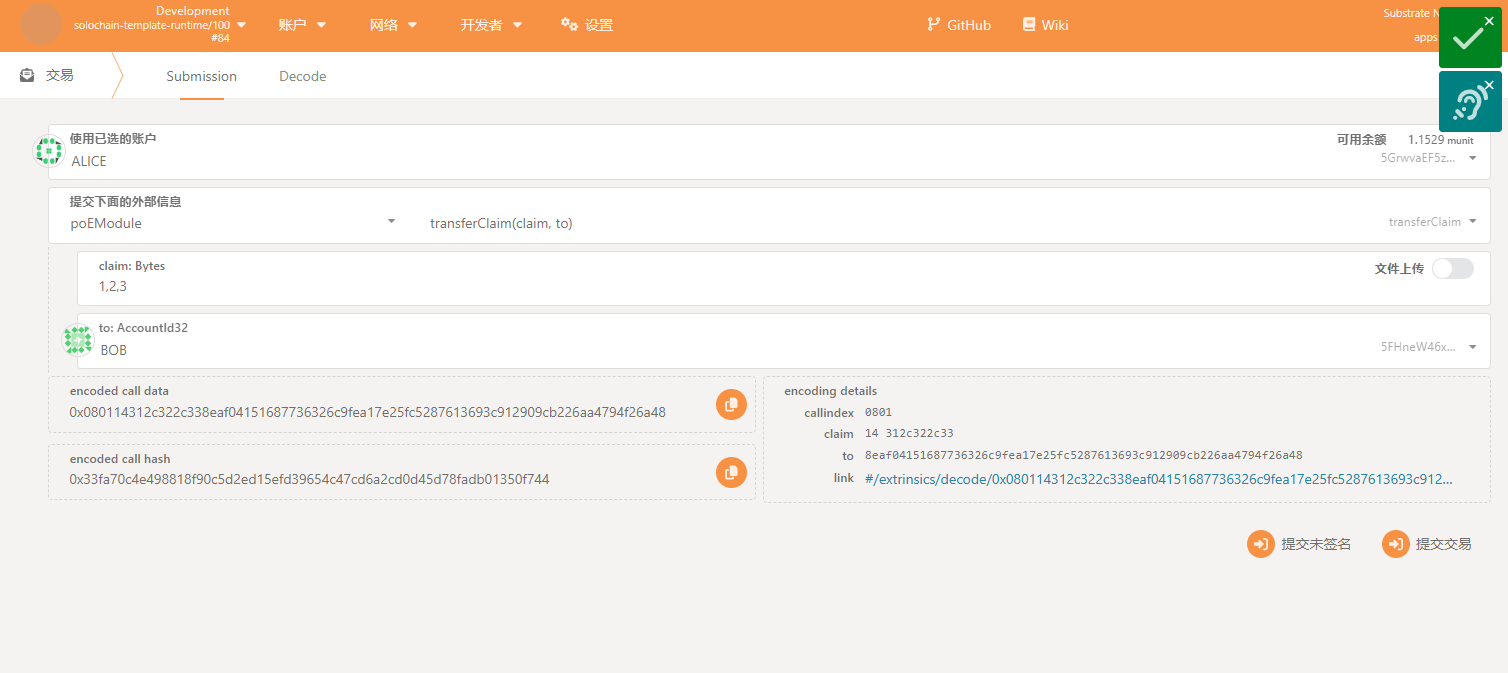 Development
solochain-template-runtime/100
#84
账户
网络
开发者
设置
GitHub
Wiki
Substrate N
apps
交易
Submission
Decode
使用已选的账户
ALICE
可用余额 1.1529 munit
5GrwvaEF5z...
提交下面的外部信息
poEModule
transferClaim(claim, to)
transferClaim
claim: Bytes
1,2,3
文件上传
to: AccountId32
BOB
5FHneW46x...
encoded call data
0x080114312c322c338eaf04151687736326c9fea17e25fc5287613693c912909cb226aa4794f26a48
encoded call hash
0x33fa70c4e498818f90c5d2ed15efd39654c47cd6a2cd0d45d78fadb01350f744
encoding details
callindex 0801
claim 14 312c322c33
to 8eaf04151687736326c9fea17e25fc5287613693c912909cb226aa4794f26a48
link #/extrinsics/decode/0x080114312c322c338eaf04151687736326c9fea17e25fc5287613693c912...
提交未签名
提交交易